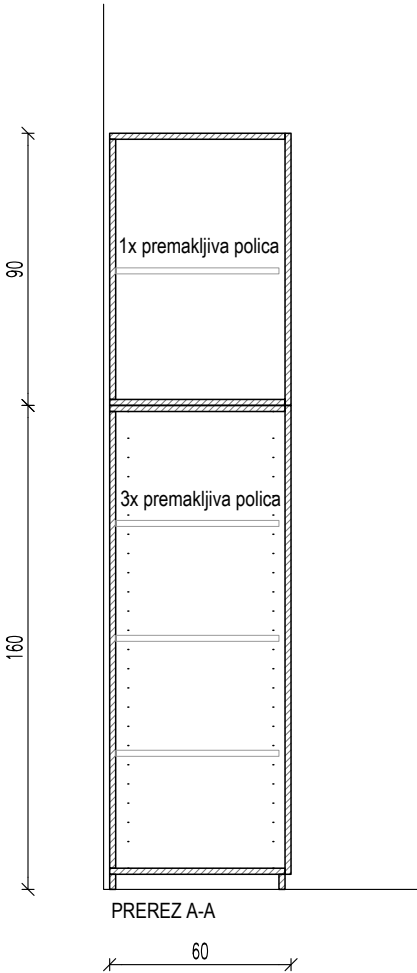 1x premakljiva polica
90
3x premakljiva polica
160
PREREZ A-A
60